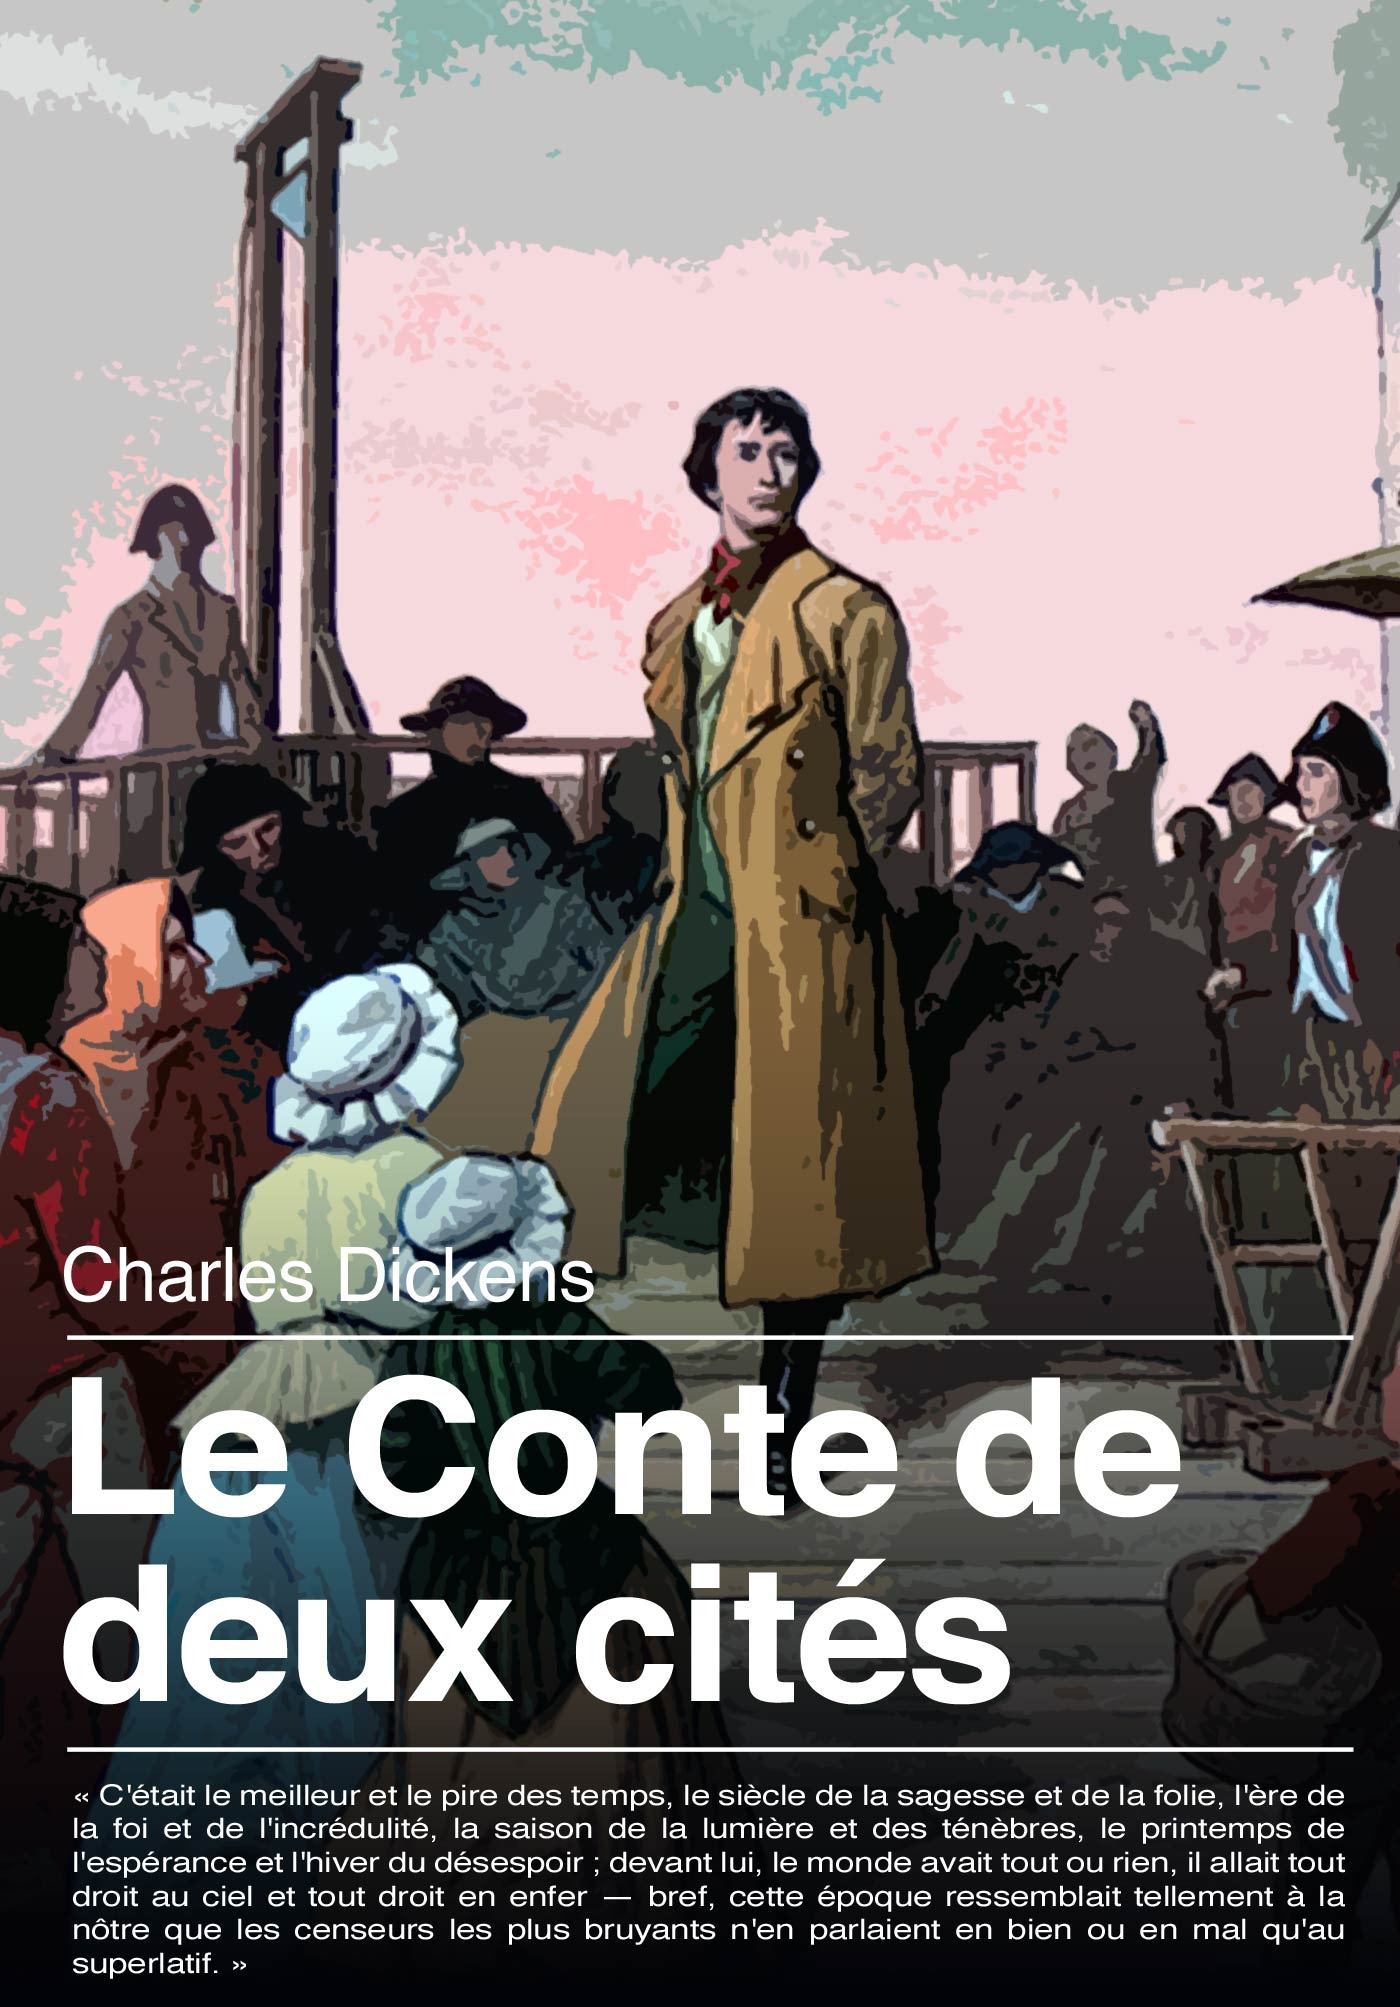 Charles Dickens
Le Conte de
deux cités
« C'était le meilleur et le pire des temps, le siècle de la sagesse et de la folie, l'ère de
la foi et de l'incrédulité, la saison de la lumière et des ténèbres, le printemps de
l'espérance et l'hiver du désespoir ; devant lui, le monde avait tout ou rien, il allait tout
droit au ciel et tout droit en enfer — bref, cette époque ressemblait tellement à la
nôtre que les censeurs les plus bruyants n'en parlaient en bien ou en mal qu'au
superlatif. »